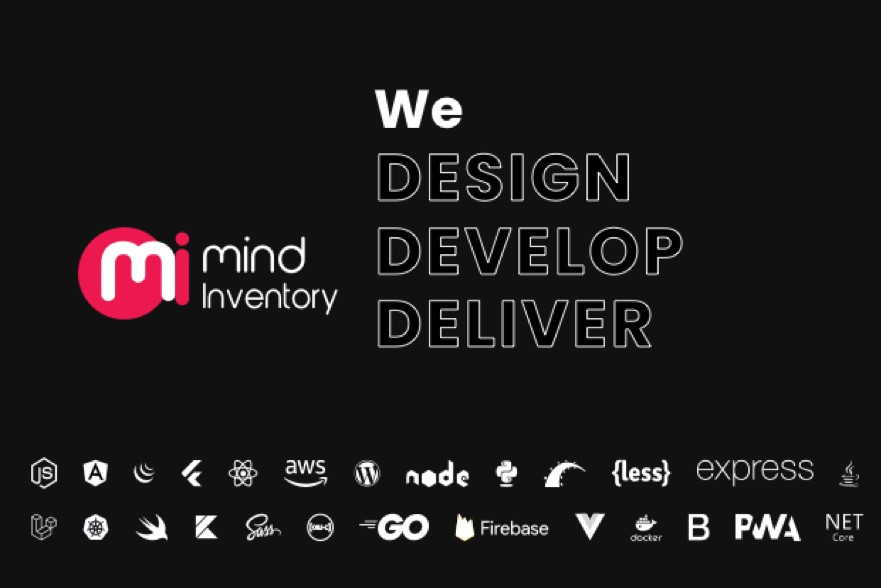 We
DESIGN
DEVELOP
DELIVER
mi mind
Inventory
JS A aws W node {less} express
Sass OBJ-C GO Firebase docker B PWA NET
Core